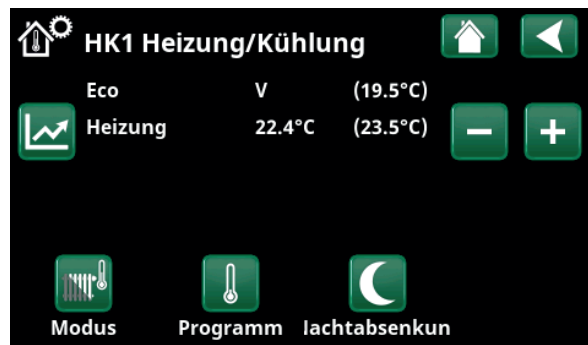 HK1 Heizung/Kühlung
Eco V (19.5°C)
Heizung 22.4°C (23.5°C)
Modus Programm lachtabsenkun